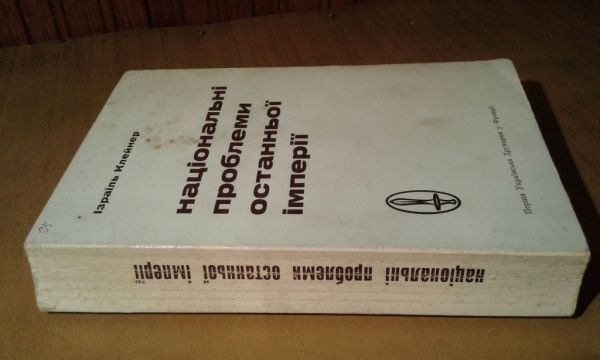 Ізраїль Клейнер
національні
проблеми
останньої
імперії
Перша Українська Друкарня у Франції
національні проблеми останньої імперії